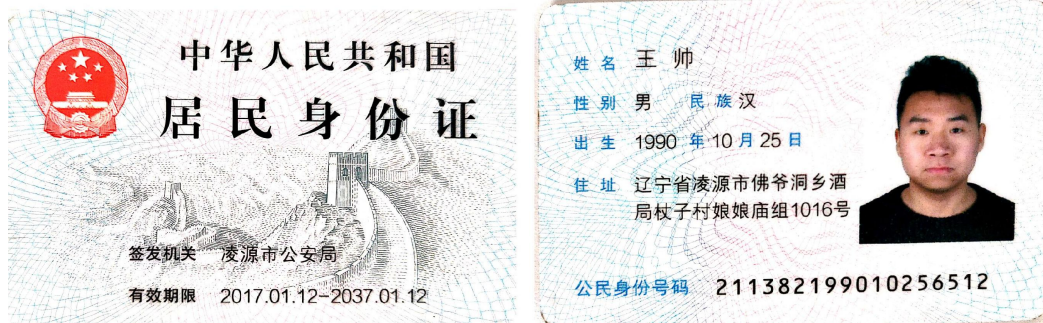 中华人民共和国
居民身份证
签发机关 凌源市公安局
有效期限 2017.01.12-2037.01.12
姓名 王帅
性别 男 民族 汉
出生 1990 年 10 月 25 日
住址 辽宁省凌源市佛爷洞乡酒
局杖子村娘娘庙组1016号
公民身份号码 211382199010256512